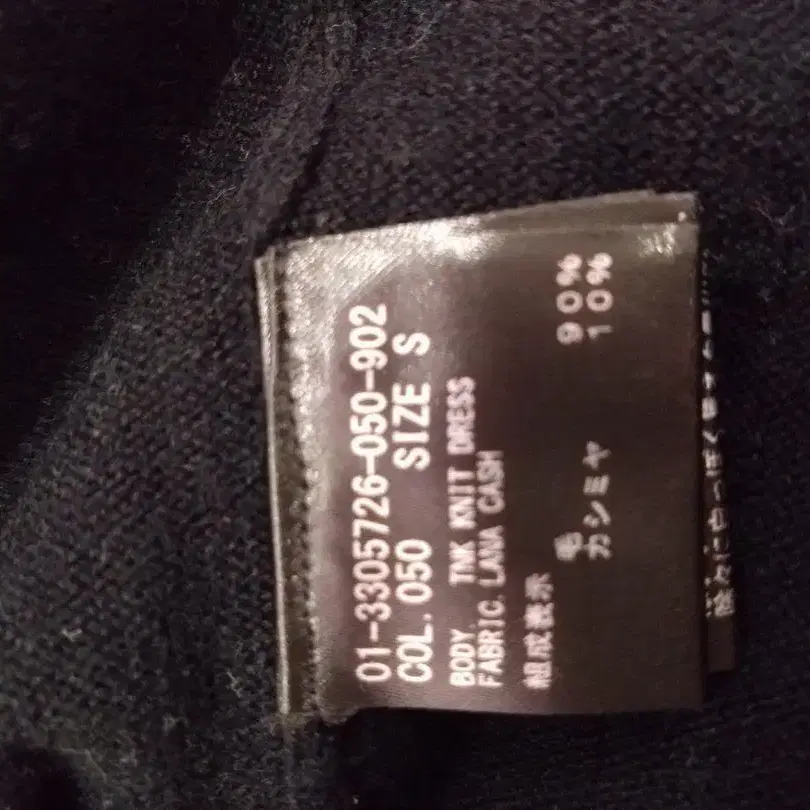 01-3305726-050-902
COL. 050 SIZE S
BODY. TNK KNIT DRESS
FABRIC. LANA CASH
組成表示
毛 90%
カシミヤ 10%